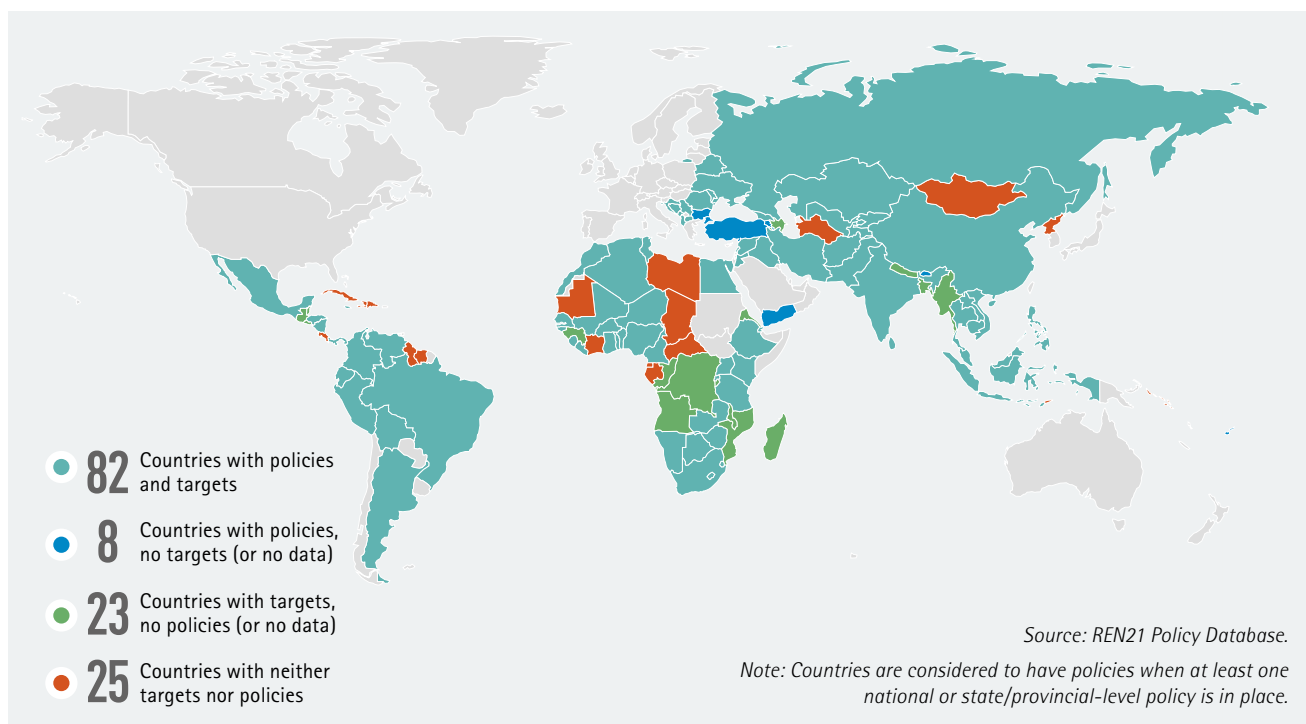 82 Countries with policies
and targets
8 Countries with policies,
no targets (or no data)
23 Countries with targets,
no policies (or no data)
25 Countries with neither
targets nor policies
Source: REN21 Policy Database.
Note: Countries are considered to have policies when at least one
national or state/provincial-level policy is in place.